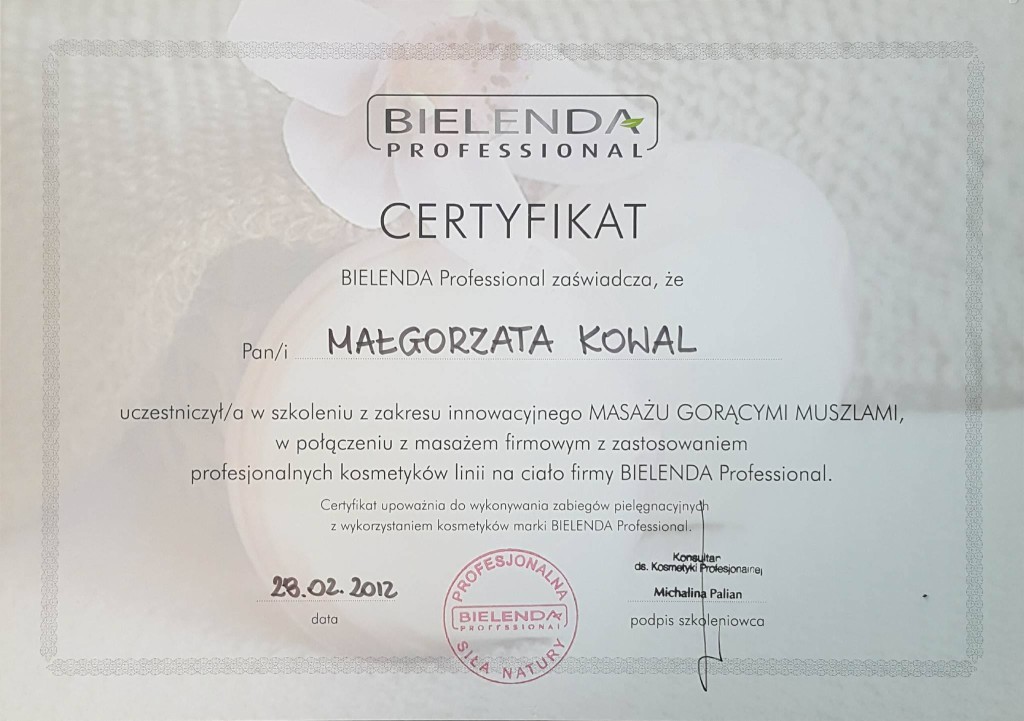 BIELENDA
PROFESSIONAL
CERTYFIKAT
BIELENDA Professional zaświadcza, że
Pan/i MAŁGORZATA KOWAL
uczestniczył/a w szkoleniu z zakresu innowacyjnego MASAŻU GORĄCYMI MUSZLAMI,
w połączeniu z masażem firmowym z zastosowaniem
profesjonalnych kosmetyków linii na ciało firmy BIELENDA Professional.
Certyfikat upoważnia do wykonywania zabiegów pielęgnacyjnych
z wykorzystaniem kosmetyków marki BIELENDA Professional.
28.02.2012
data
PROFESJONALNA
BIELENDA
PROFESSIONAL
SIŁA NATURY
Konsultant
ds. Kosmetyki Profesjonalnej
Michalina Palian
podpis szkoleniowca